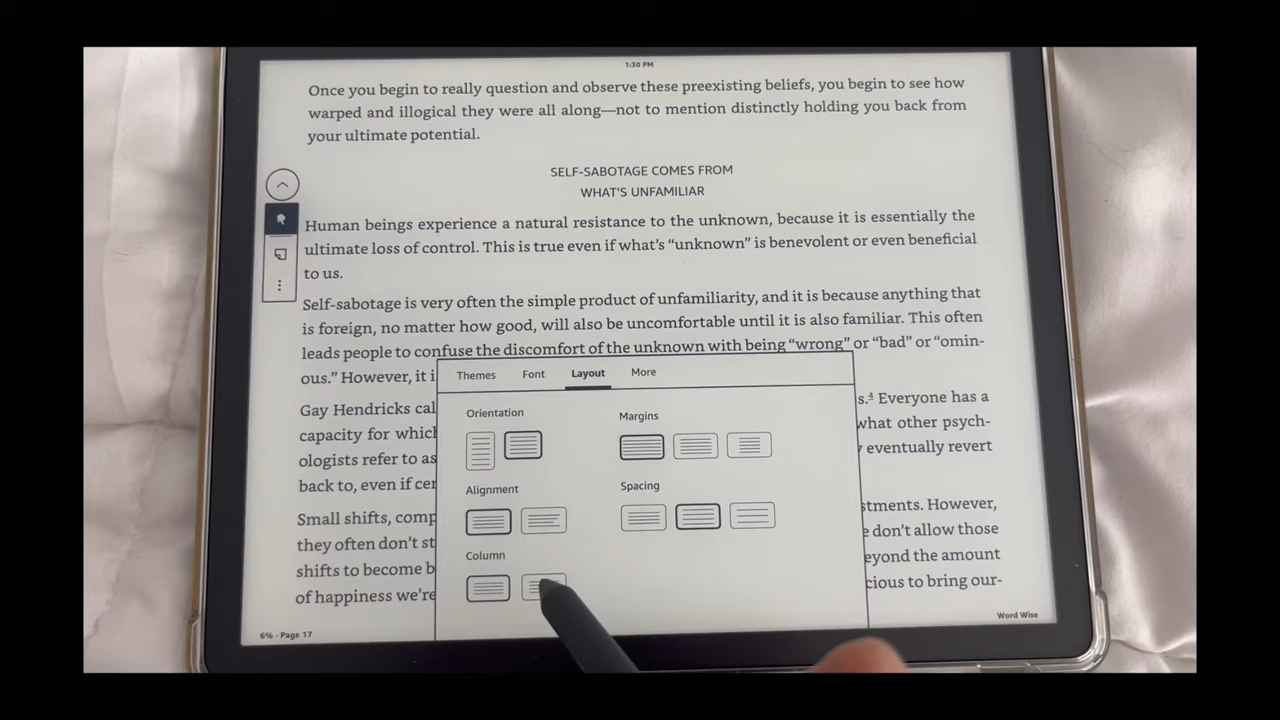 1:30 PM
Once you begin to really question and observe these preexisting beliefs, you begin to see how
warped and illogical they were all along—not to mention distinctly holding you back from
your ultimate potential.
SELF-SABOTAGE COMES FROM
WHAT'S UNFAMILIAR
Human beings experience a natural resistance to the unknown, because it is essentially the
ultimate loss of control. This is true even if what's “unknown” is benevolent or even beneficial
to us.
Self-sabotage is very often the simple product of unfamiliarity, and it is because anything that
is foreign, no matter how good, will also be uncomfortable until it is also familiar. This often
leads people to confuse the discomfort of the unknown with being “wrong” or “bad” or “omin-
ous.” However, it i
Gay Hendricks cal s.4 Everyone has a
capacity for which what other psych-
ologists refer to as y eventually revert
back to, even if cer
Small shifts, comp stments. However,
they often don't st e don't allow those
shifts to become b eyond the amount
of happiness we're cious to bring our-
Themes Font Layout More
Orientation Margins
Alignment Spacing
Column
Word Wise
6% · Page 17